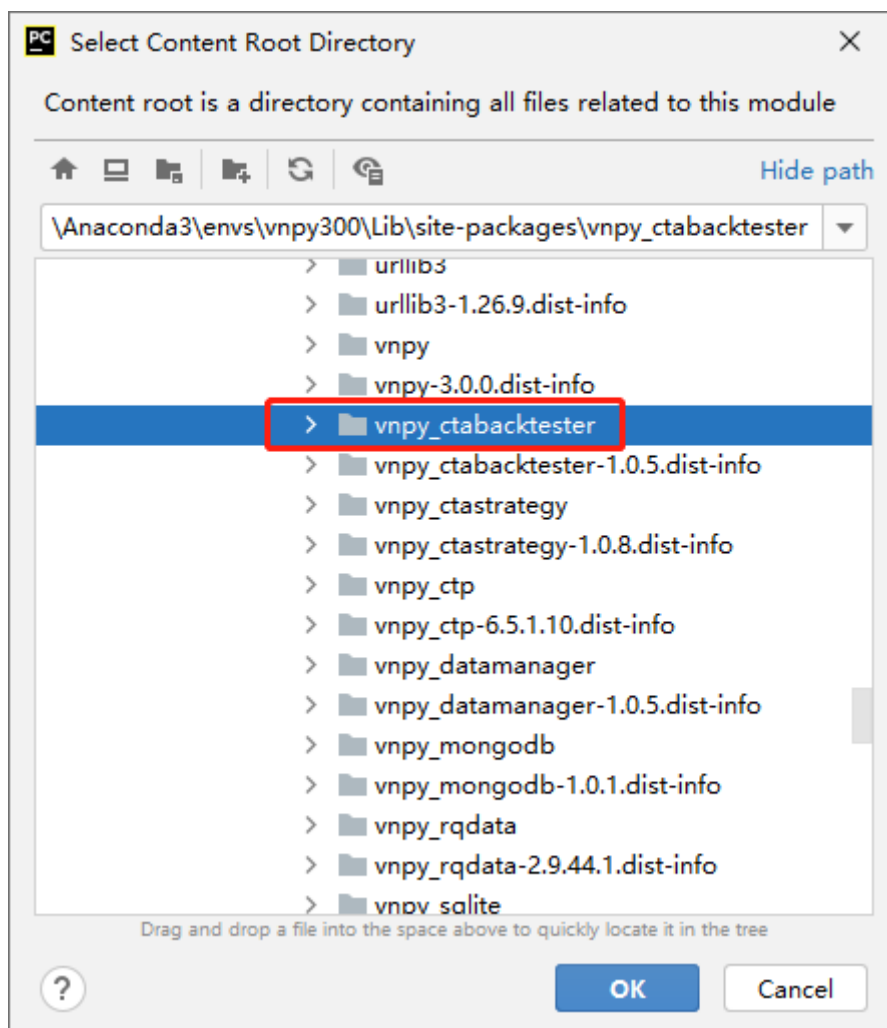 PC Select Content Root Directory
Content root is a directory containing all files related to this module
Hide path
\Anaconda3\envs\vnpy300\Lib\site-packages\vnpy_ctabacktester
urllib3
urllib3-1.26.9.dist-info
vnpy
vnpy-3.0.0.dist-info
vnpy_ctabacktester
vnpy_ctabacktester-1.0.5.dist-info
vnpy_ctastrategy
vnpy_ctastrategy-1.0.8.dist-info
vnpy_ctp
vnpy_ctp-6.5.1.10.dist-info
vnpy_datamanager
vnpy_datamanager-1.0.5.dist-info
vnpy_mongodb
vnpy_mongodb-1.0.1.dist-info
vnpy_rqdata
vnpy_rqdata-2.9.44.1.dist-info
vnpy_sqlite
Drag and drop a file into the space above to quickly locate it in the tree
? OK Cancel